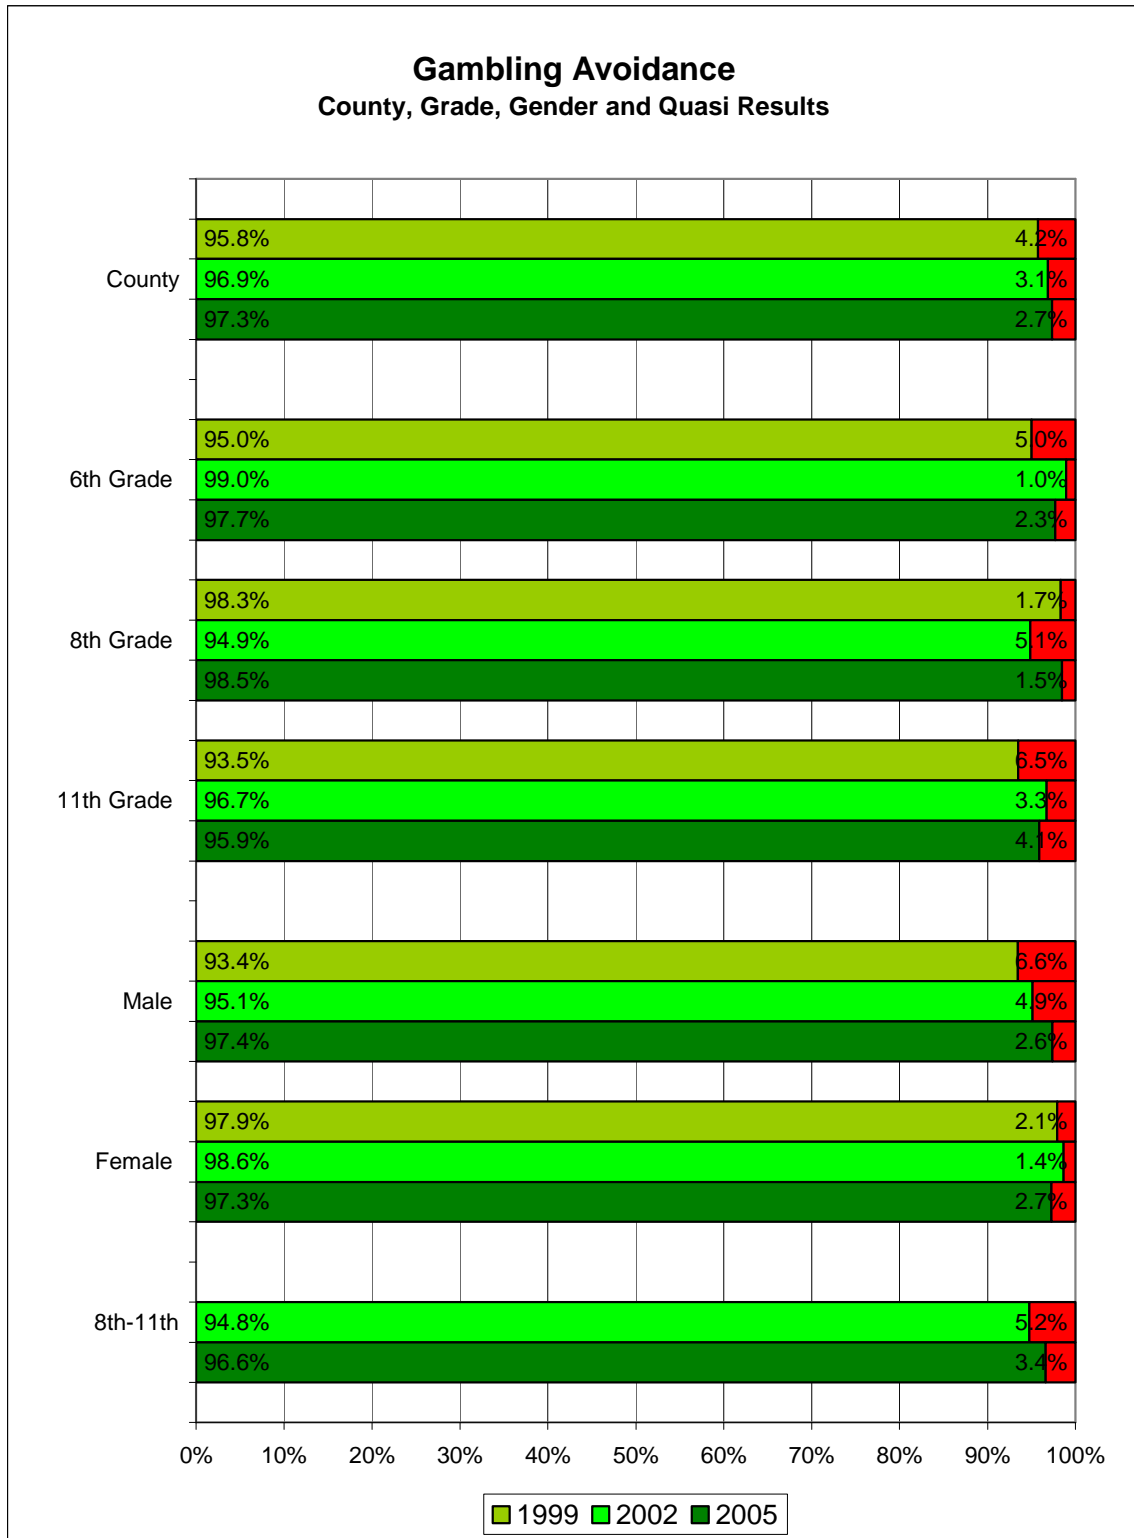 Gambling Avoidance
County, Grade, Gender and Quasi Results
95.8% 4.2%
County 96.9% 3.1%
97.3% 2.7%
95.0% 5.0%
6th Grade 99.0% 1.0%
97.7% 2.3%
98.3% 1.7%
8th Grade 94.9% 5.1%
98.5% 1.5%
93.5% 6.5%
11th Grade 96.7% 3.3%
95.9% 4.1%
93.4% 6.6%
Male 95.1% 4.9%
97.4% 2.6%
97.9% 2.1%
Female 98.6% 1.4%
97.3% 2.7%
8th-11th 94.8% 5.2%
96.6% 3.4%
0% 10% 20% 30% 40% 50% 60% 70% 80% 90% 100%
1999 2002 2005